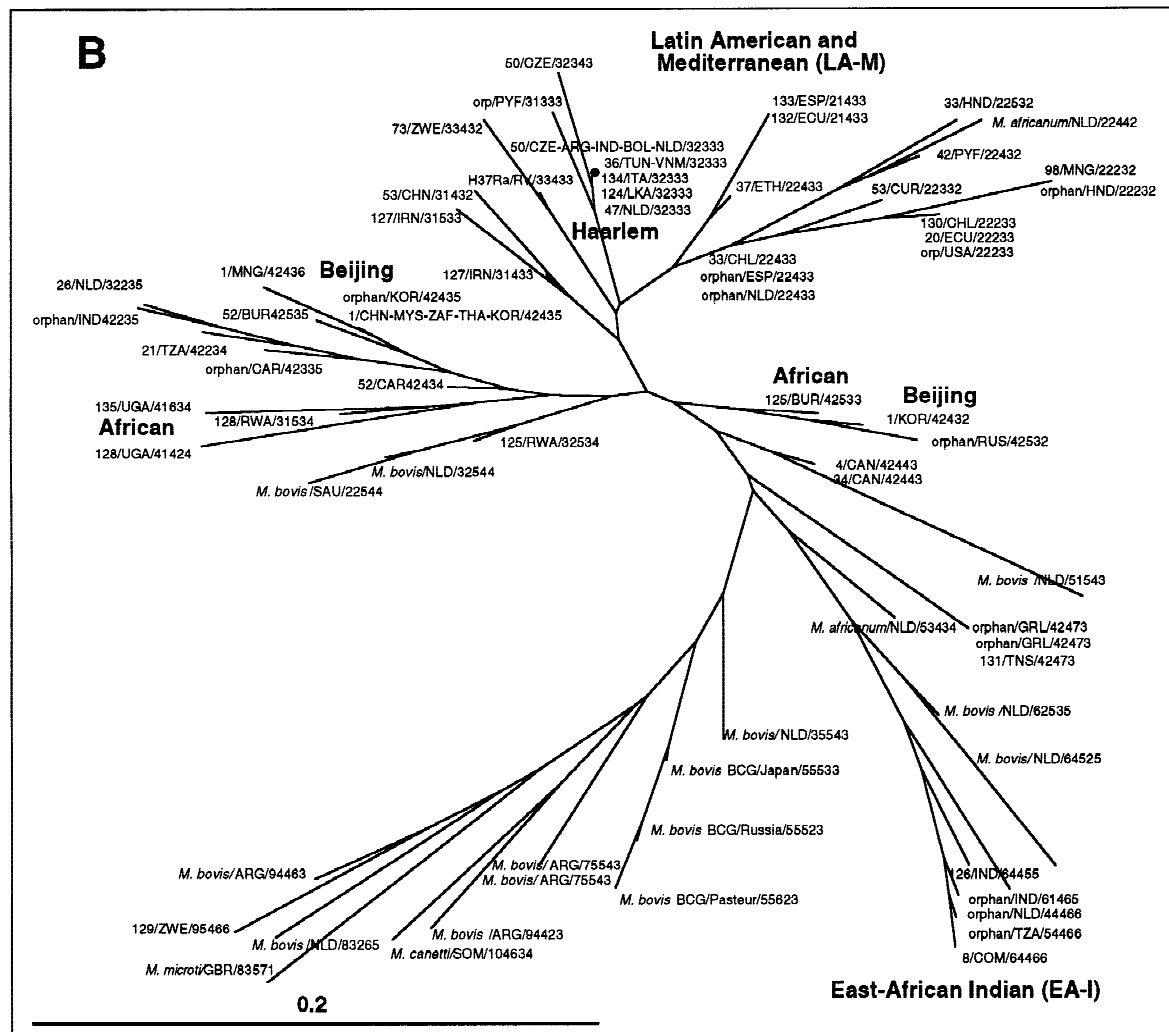 B
Latin American and
Mediterranean (LA-M)
50/CZE/32343
orp/PYF/31333
73/ZWE/33432
50/CZE-ARG-IND-BOL-NLD/32333
36/TUN-VNM/32333
134/ITA/32333
124/LKA/32333
47/NLD/32333
Haarlem
H37Ra/RV/33433
53/CHN/31432
127/IRN/31533
127/IRN/31433
133/ESP/21433
132/ECU/21433
37/ETH/22433
33/HND/22532
M. africanum/NLD/22442
42/PYF/22432
98/MNG/22232
orphan/HND/22232
53/CUR/22332
130/CHL/22233
20/ECU/22233
orp/USA/22233
33/CHL/22433
orphan/ESP/22433
orphan/NLD/22433
Beijing
1/MNG/42436
orphan/KOR/42435
1/CHN-MYS-ZAF-THA-KOR/42435
26/NLD/32235
orphan/IND42235
52/BUR42535
21/TZA/42234
orphan/CAR/42335
52/CAR42434
135/UGA/41634
128/RWA/31534
African
128/UGA/41424
125/RWA/32534
M. bovis/NLD/32544
M. bovis/SAU/22544
African
125/BUR/42533
Beijing
1/KOR/42432
orphan/RUS/42532
4/CAN/42443
34/CAN/42443
M. bovis /NLD/51543
M. africanum/NLD/53434
orphan/GRL/42473
orphan/GRL/42473
131/TNS/42473
M. bovis /NLD/62535
M. bovis/NLD/64525
M. bovis/NLD/35543
M. bovis BCG/Japan/55533
M. bovis BCG/Russia/55523
M. bovis BCG/Pasteur/55623
M. bovis/ ARG/75543
M. bovis/ ARG/75543
M. bovis/ARG/94463
129/ZWE/95466
M. bovis /NLD/83265
M. microti/GBR/83571
M. bovis /ARG/94423
M. canetti/SOM/104634
126/IND/64455
orphan/IND/61465
orphan/NLD/44466
orphan/TZA/54466
8/COM/64466
East-African Indian (EA-I)
0.2